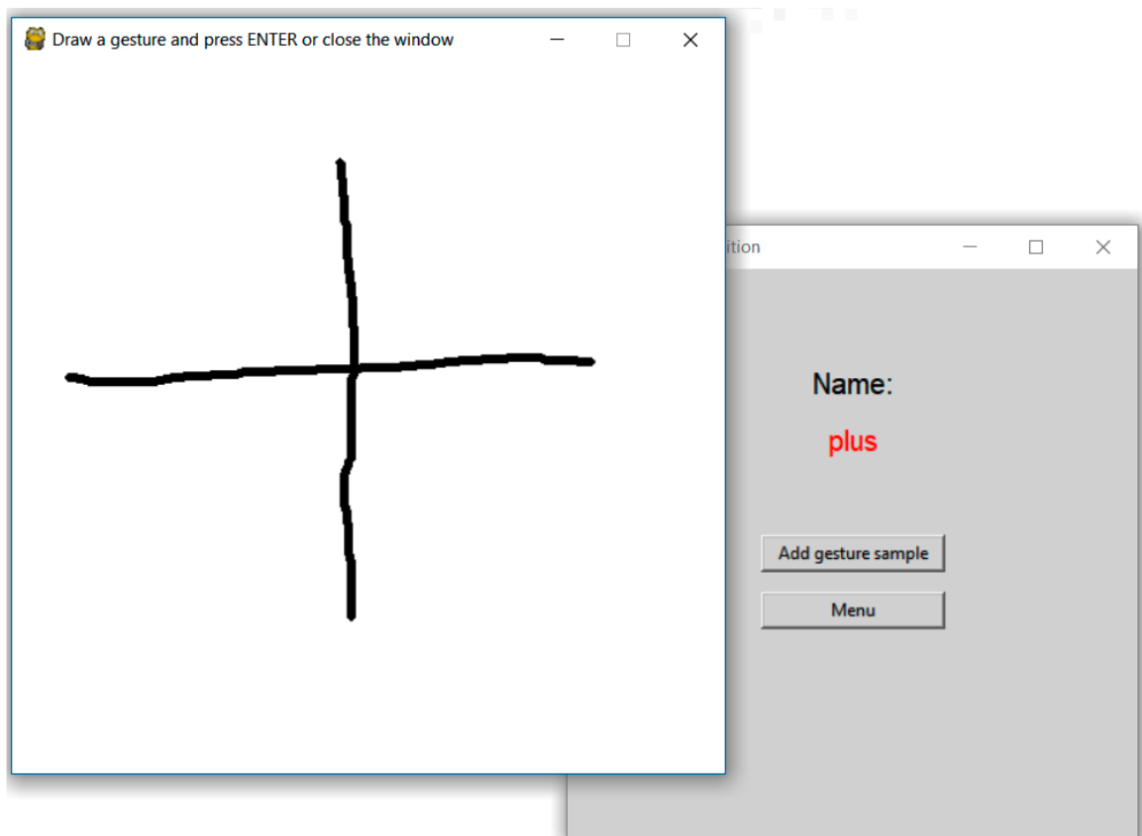 Draw a gesture and press ENTER or close the window
ition
Name:
plus
Add gesture sample
Menu